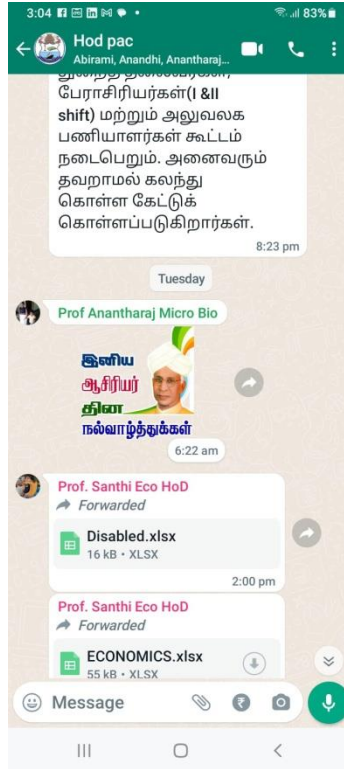 3:04 83%
Hod pac
Abirami, Anandhi, Anantharaj...
பேராசிரியர்கள்(I &II
shift) மற்றும் அலுவலக
பணியாளர்கள் கூட்டம்
நடைபெறும். அனைவரும்
தவறாமல் கலந்து
கொள்ள கேட்டுக்
கொள்ளப்படுகிறார்கள்.
8:23 pm
Tuesday
Prof Anantharaj Micro Bio
இனிய
ஆசிரியர்
தின
நல்வாழ்த்துக்கள்
6:22 am
Prof. Santhi Eco HoD
Forwarded
Disabled.xlsx
16 kB • XLSX
2:00 pm
Prof. Santhi Eco HoD
Forwarded
ECONOMICS.xlsx
55 kB • XLSX
Message